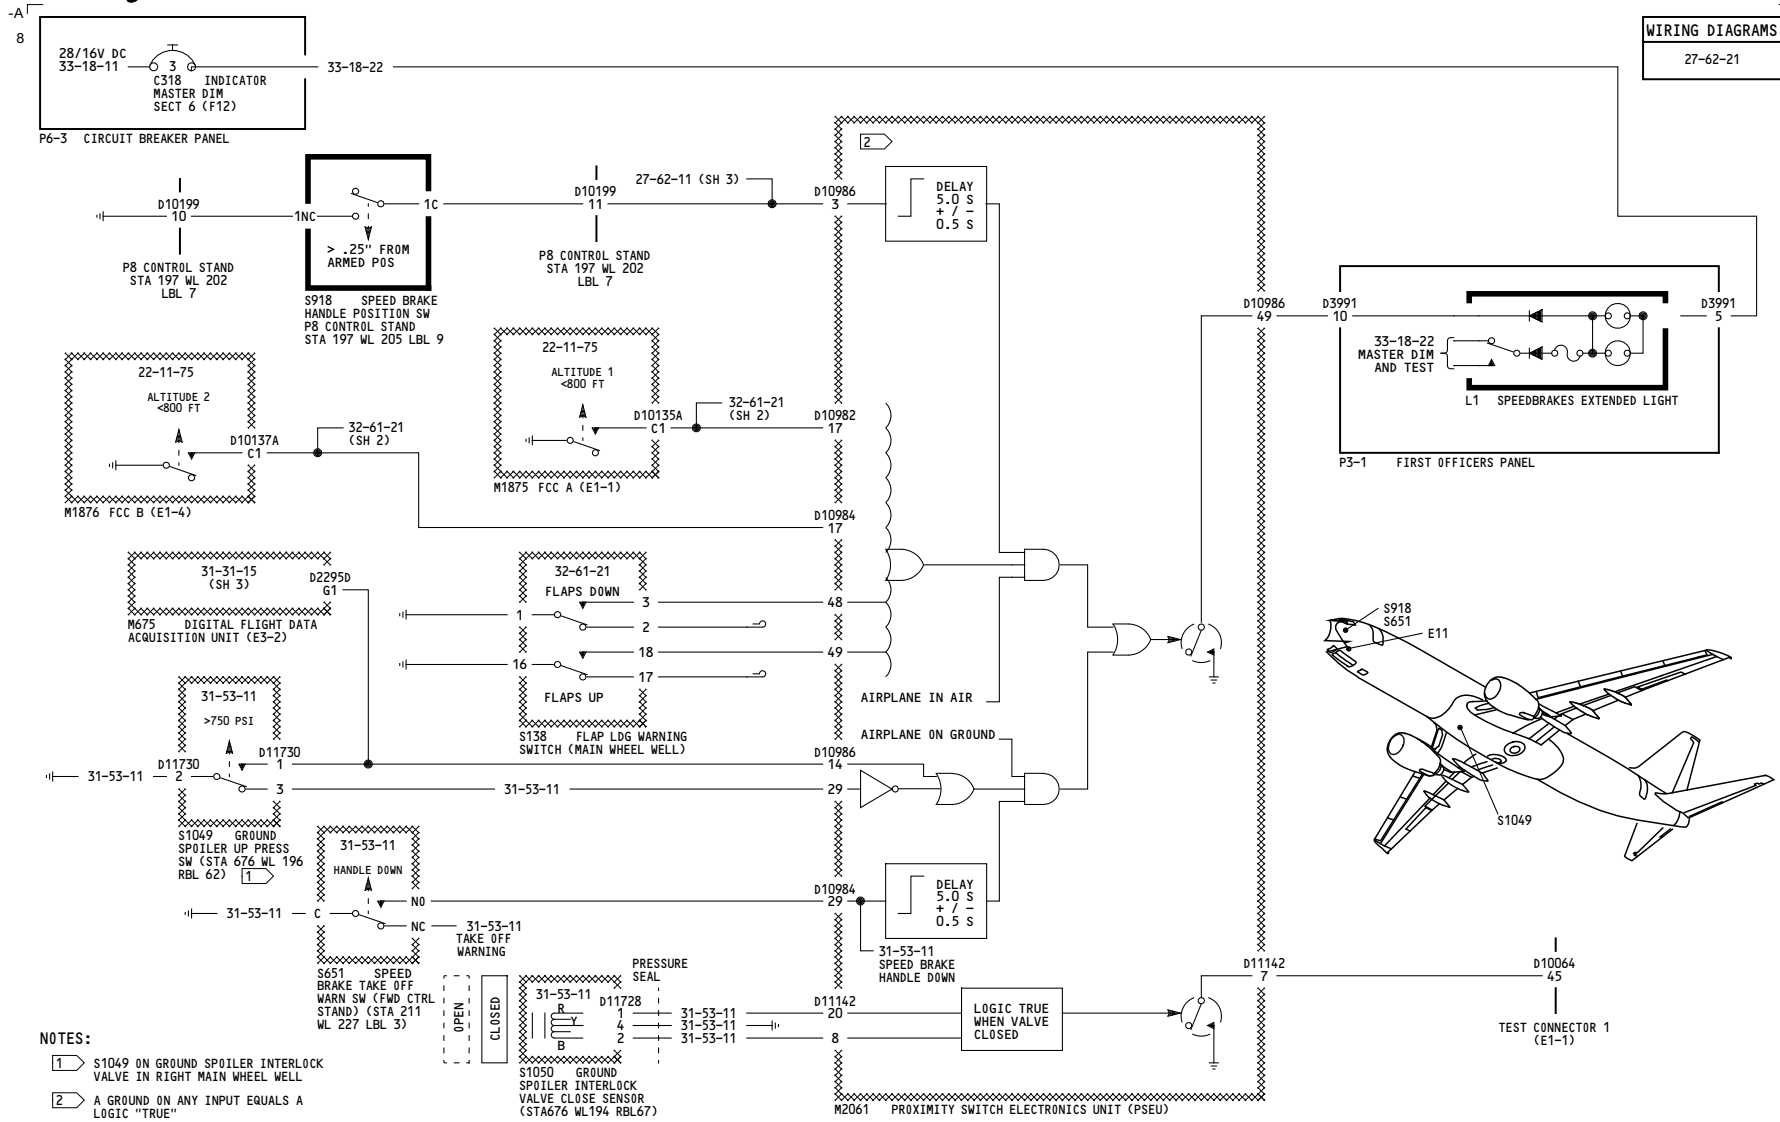 -A
8
WIRING DIAGRAMS
27-62-21
28/16V DC
33-18-11
3
C318 INDICATOR
MASTER DIM
SECT 6 (F12)
33-18-22
P6-3 CIRCUIT BREAKER PANEL
2
D10199
10
1NC
1C
> .25" FROM
ARMED POS
P8 CONTROL STAND
STA 197 WL 202
LBL 7
S918 SPEED BRAKE
HANDLE POSITION SW
P8 CONTROL STAND
STA 197 WL 205 LBL 9
D10199
11
P8 CONTROL STAND
STA 197 WL 202
LBL 7
27-62-11 (SH 3)
D10986
3
DELAY
5.0 S
+ / -
0.5 S
D10986
49
D3991
10
D3991
5
33-18-22
MASTER DIM
AND TEST
L1 SPEEDBRAKES EXTENDED LIGHT
P3-1 FIRST OFFICERS PANEL
22-11-75
ALTITUDE 1
<800 FT
D10135A
C1
32-61-21
(SH 2)
D10982
17
M1875 FCC A (E1-1)
22-11-75
ALTITUDE 2
<800 FT
D10137A
C1
32-61-21
(SH 2)
M1876 FCC B (E1-4)
D10984
17
31-31-15
(SH 3)
D2295D
G1
M675 DIGITAL FLIGHT DATA
ACQUISITION UNIT (E3-2)
32-61-21
FLAPS DOWN
1
3
2
48
16
18
17
49
FLAPS UP
S138 FLAP LDG WARNING
SWITCH (MAIN WHEEL WELL)
AIRPLANE IN AIR
AIRPLANE ON GROUND
31-53-11
>750 PSI
31-53-11
D11730
2
D11730
1
3
31-53-11
D10986
14
29
S1049 GROUND
SPOILER UP PRESS
SW (STA 676 WL 196
RBL 62)
1
31-53-11
HANDLE DOWN
31-53-11
C
NO
NC
31-53-11
TAKE OFF
WARNING
D10984
29
DELAY
5.0 S
+ / -
0.5 S
31-53-11
SPEED BRAKE
HANDLE DOWN
S651 SPEED
BRAKE TAKE OFF
WARN SW (FWD CTRL
STAND) (STA 211
WL 227 LBL 3)
OPEN
CLOSED
31-53-11
R
Y
B
D11728
1
4
2
PRESSURE
SEAL
31-53-11
31-53-11
31-53-11
D11142
20
8
LOGIC TRUE
WHEN VALVE
CLOSED
D11142
7
D10064
45
TEST CONNECTOR 1
(E1-1)
S1050 GROUND
SPOILER INTERLOCK
VALVE CLOSE SENSOR
(STA676 WL194 RBL67)
M2061 PROXIMITY SWITCH ELECTRONICS UNIT (PSEU)
S918
S651
E11
S1049
NOTES:
1 S1049 ON GROUND SPOILER INTERLOCK
VALVE IN RIGHT MAIN WHEEL WELL
2 A GROUND ON ANY INPUT EQUALS A
LOGIC "TRUE"